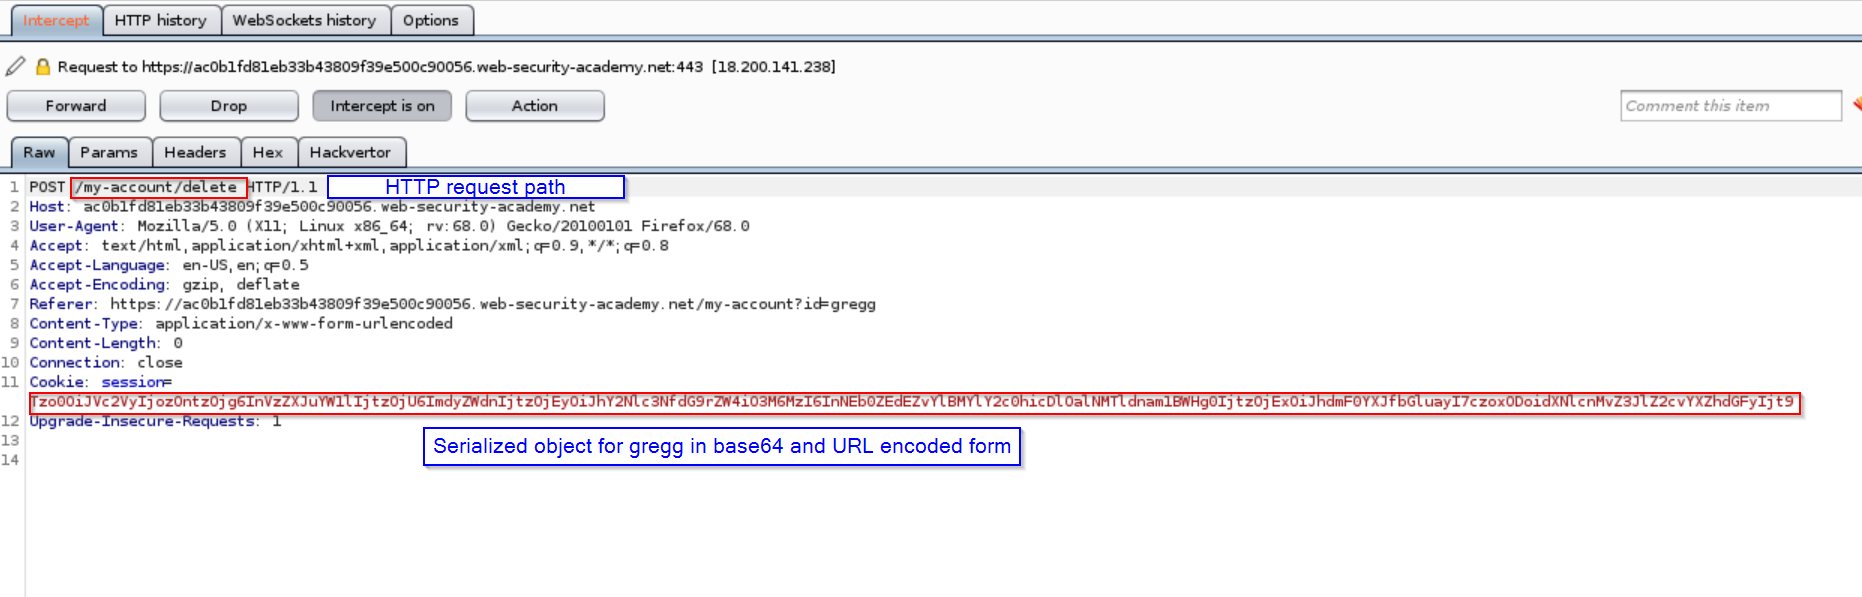 Intercept HTTP history WebSockets history Options
Request to https://ac0b1fd81eb33b43809f39e500c90056.web-security-academy.net:443 [18.200.141.238]
Forward Drop Intercept is on Action Comment this item
Raw Params Headers Hex Hackvertor
1 POST /my-account/delete HTTP/1.1 HTTP request path
2 Host: ac0b1fd81eb33b43809f39e500c90056.web-security-academy.net
3 User-Agent: Mozilla/5.0 (X11; Linux x86_64; rv:68.0) Gecko/20100101 Firefox/68.0
4 Accept: text/html,application/xhtml+xml,application/xml;q=0.9,*/*;q=0.8
5 Accept-Language: en-US,en;q=0.5
6 Accept-Encoding: gzip, deflate
7 Referer: https://ac0b1fd81eb33b43809f39e500c90056.web-security-academy.net/my-account?id=gregg
8 Content-Type: application/x-www-form-urlencoded
9 Content-Length: 0
10 Connection: close
11 Cookie: session=
12 Upgrade-Insecure-Requests: 1
13
Serialized object for gregg in base64 and URL encoded form
14